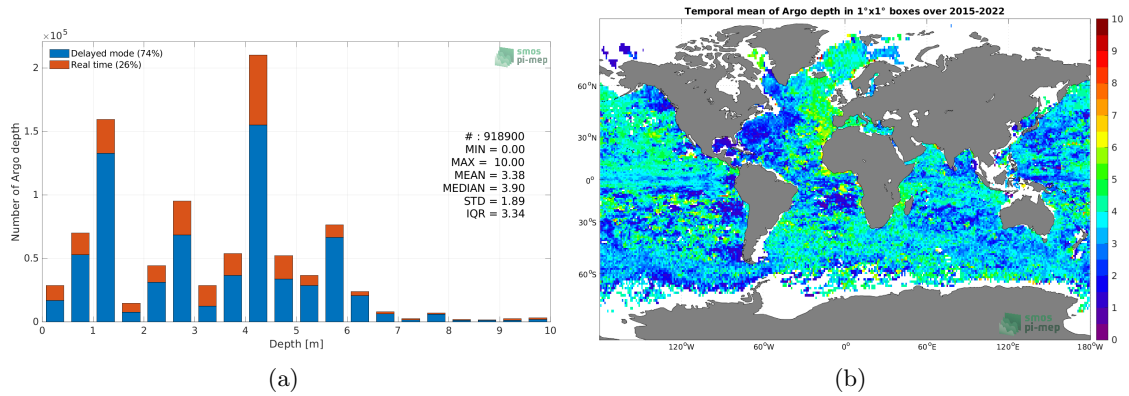 ×10⁵
Delayed mode (74%)
Real time (26%)
smos
pi-mep
2
1.5
1
0.5
0
Number of Argo depth
# : 918900
MIN = 0.00
MAX = 10.00
MEAN = 3.38
MEDIAN = 3.90
STD = 1.89
IQR = 3.34
0 1 2 3 4 5 6 7 8 9 10
Depth [m]
(a)
Temporal mean of Argo depth in 1°x1° boxes over 2015-2022
60°N
30°N
0°
30°S
60°S
120°W 60°W 0° 60°E 120°E 180°W
smos
pi-mep
10
9
8
7
6
5
4
3
2
1
0
(b)